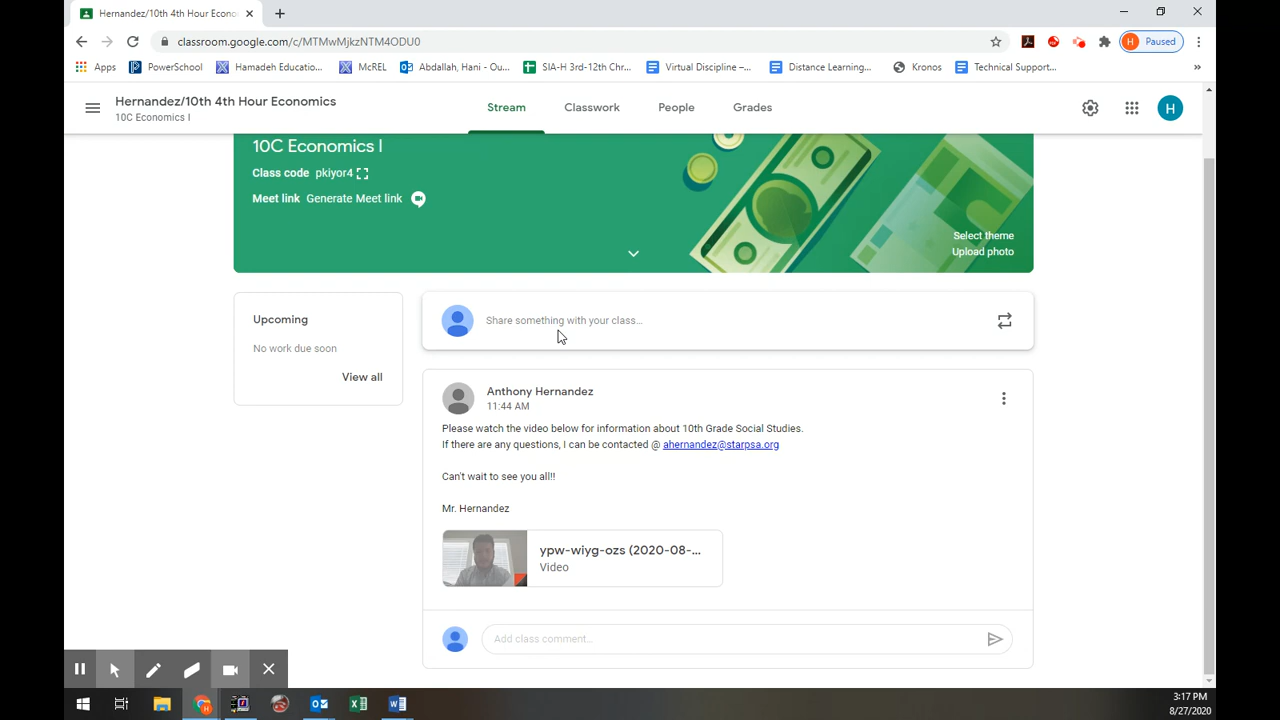 Hernandez/10th 4th Hour Econo
classroom.google.com/c/MTMwMjkzNTM4ODU0
H Paused
Apps PowerSchool Hamadeh Educatio... McREL Abdallah, Hani - Ou... SIA-H 3rd-12th Chr... Virtual Discipline –... Distance Learning... Kronos Technical Support...
Hernandez/10th 4th Hour Economics
10C Economics I
Stream Classwork People Grades
H
10C Economics I
Class code pkiyor4
Meet link Generate Meet link
Select theme
Upload photo
Upcoming
No work due soon
View all
Share something with your class...
Anthony Hernandez
11:44 AM
Please watch the video below for information about 10th Grade Social Studies.
If there are any questions, I can be contacted @ ahernandez@starpsa.org
Can't wait to see you all!!
Mr. Hernandez
ypw-wiyg-ozs (2020-08-...
Video
Add class comment...
3:17 PM
8/27/2020